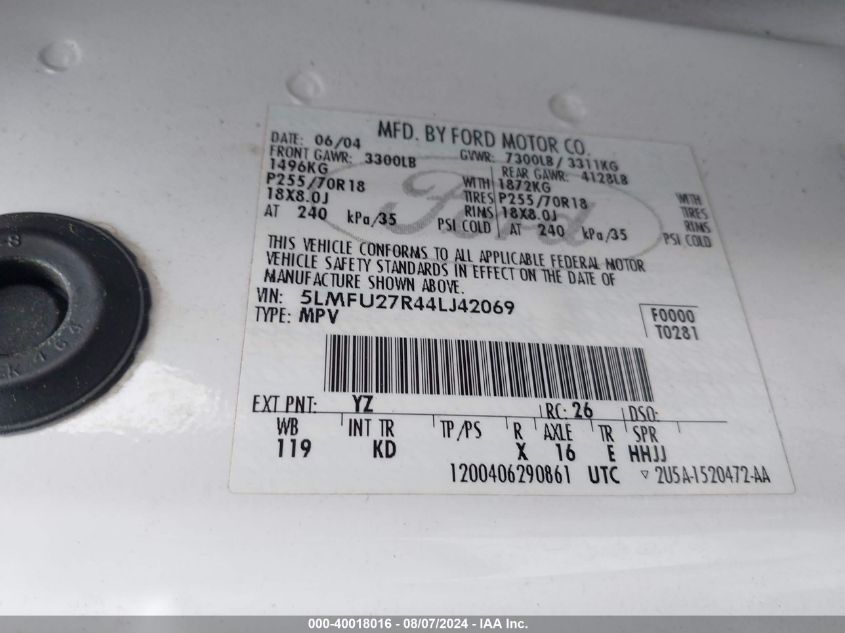 MFD. BY FORD MOTOR CO.
DATE: 06/04 GVWR: 7300LB / 3311KG
FRONT GAWR: 3300LB REAR GAWR: 4128LB
1496KG WITH 1872KG WITH
P255/70R18 TIRES P255/70R18 TIRES
18X8.0J RIMS 18X8.0J RIMS
AT 240 kPa/35 PSI COLD AT 240 kPa/35 PSI COLD
Ford
THIS VEHICLE CONFORMS TO ALL APPLICABLE FEDERAL MOTOR
VEHICLE SAFETY STANDARDS IN EFFECT ON THE DATE OF
MANUFACTURE SHOWN ABOVE.
VIN: 5LMFU27R44LJ42069 F0000
TYPE: MPV T0281
EXT PNT: YZ RC: 26 DSO:
WB INT TR TP/PS R AXLE TR SPR
119 KD X 16 E HHJJ
1200406290861 UTC ▽ 2U5A-1520472-AA
000-40018016 - 08/07/2024 - IAAI Inc.